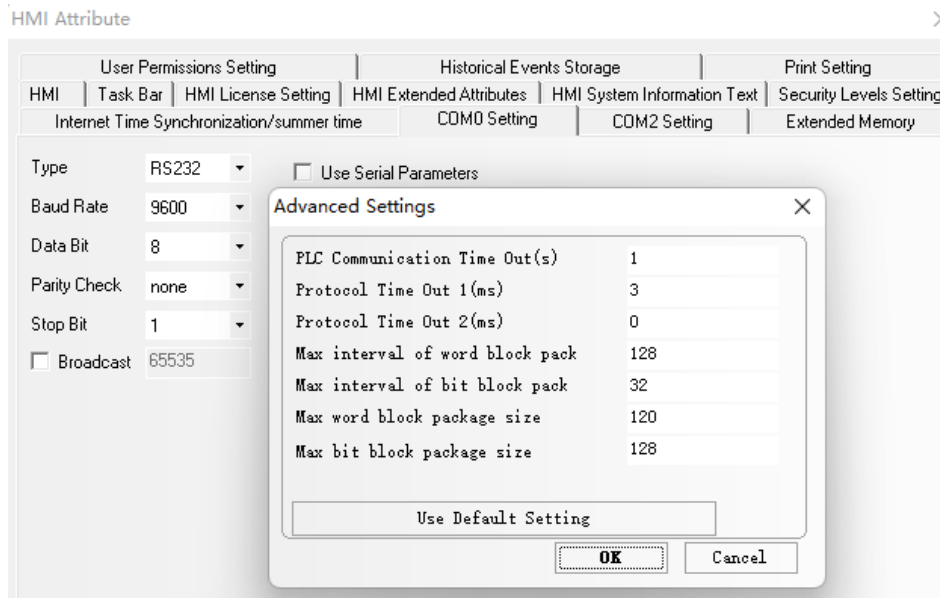 HMI Attribute
User Permissions Setting Historical Events Storage Print Setting
HMI Task Bar HMI License Setting HMI Extended Attributes HMI System Information Text Security Levels Setting
Internet Time Synchronization/summer time COM0 Setting COM2 Setting Extended Memory
Type RS232 Use Serial Parameters
Baud Rate 9600
Data Bit 8
Parity Check none
Stop Bit 1
Broadcast 65535
Advanced Settings
PLC Communication Time Out(s) 1
Protocol Time Out 1(ms) 3
Protocol Time Out 2(ms) 0
Max interval of word block pack 128
Max interval of bit block pack 32
Max word block package size 120
Max bit block package size 128
Use Default Setting
OK Cancel